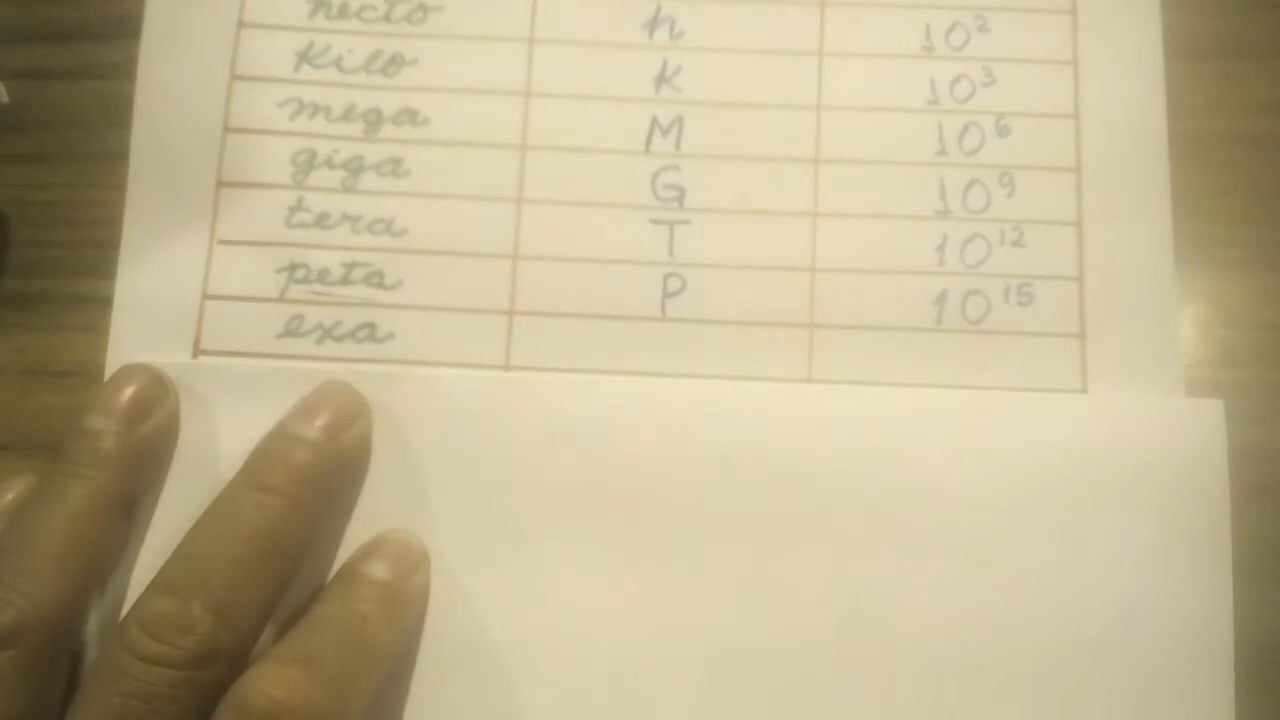 hecto h 10²
Kilo K 10³
mega M 10⁶
giga G 10⁹
tera T 10¹²
peta P 10¹⁵
exa